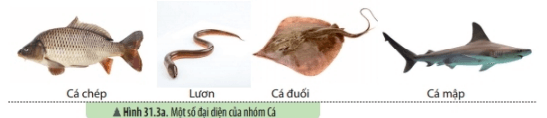 Cá chép Lươn Cá đuối Cá mập
▲ Hình 31.3a. Một số đại diện của nhóm Cá